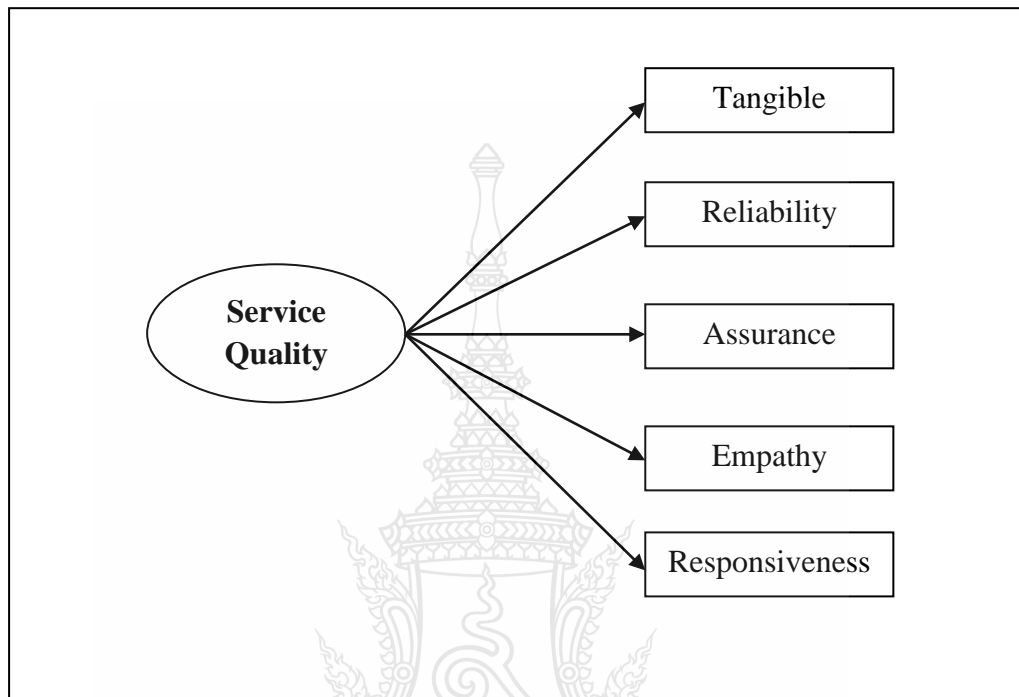 Tangible
Reliability
Service
Quality
Assurance
Empathy
Responsiveness